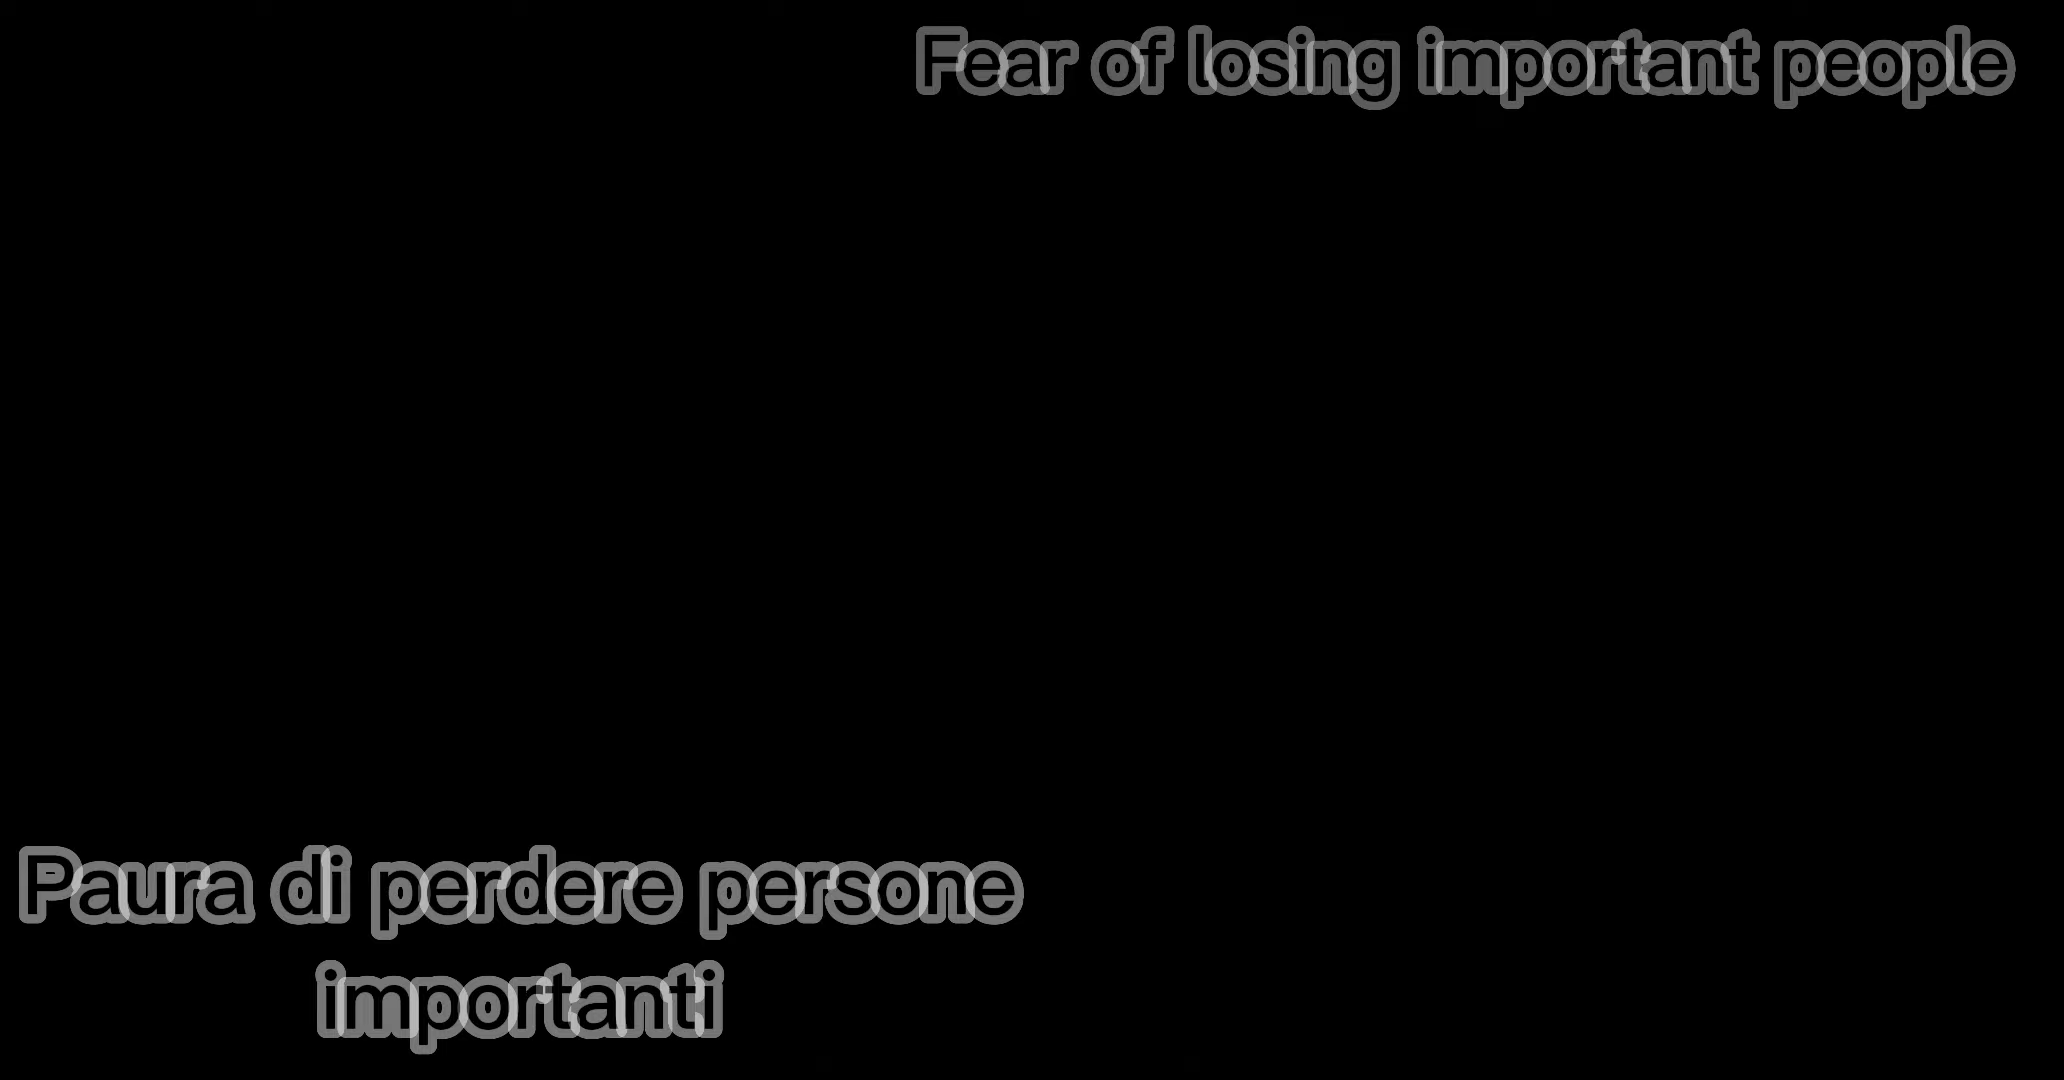 Fear of losing important people
Paura di perdere persone
importanti